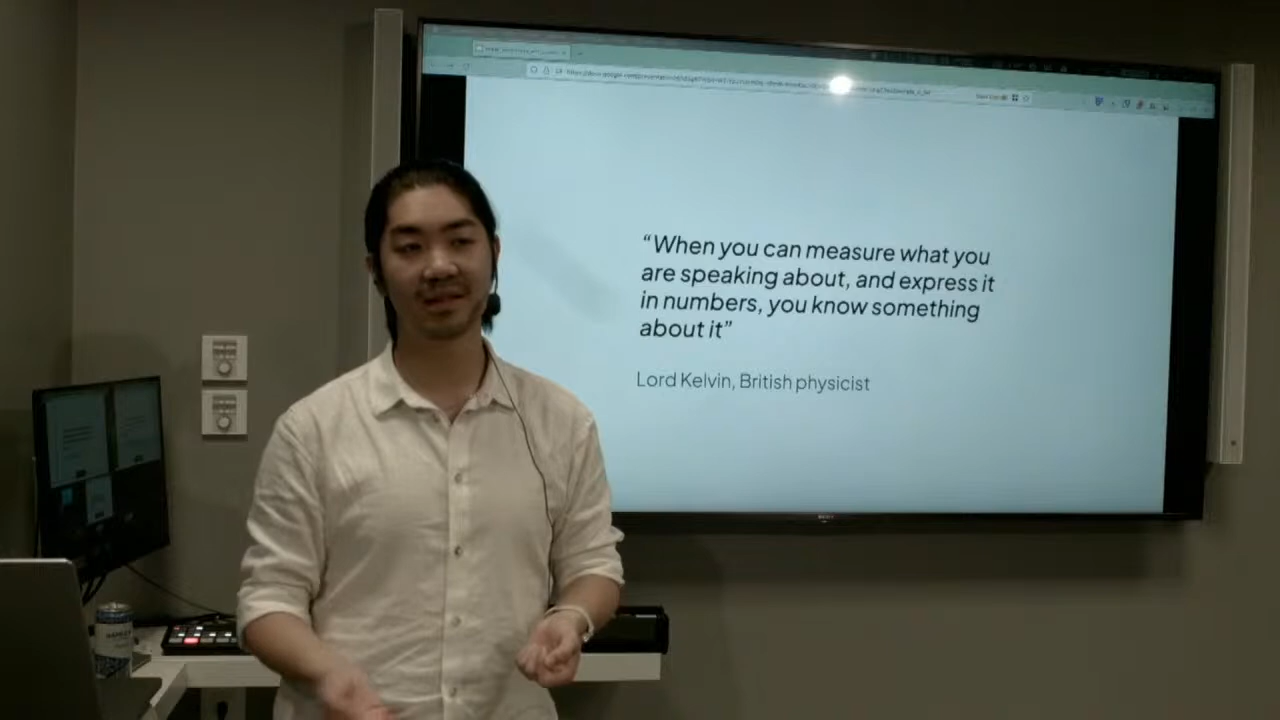 “When you can measure what you
are speaking about, and express it
in numbers, you know something
about it”
Lord Kelvin, British physicist
SONY